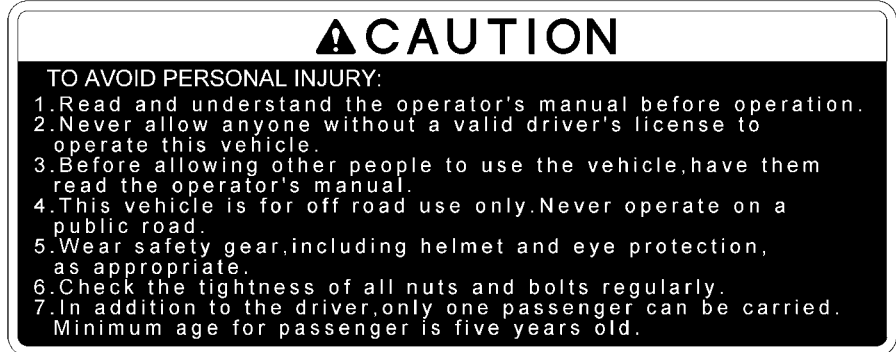 CAUTION
TO AVOID PERSONAL INJURY:
1.Read and understand the operator's manual before operation.
2.Never allow anyone without a valid driver's license to
operate this vehicle.
3.Before allowing other people to use the vehicle,have them
read the operator's manual.
4.This vehicle is for off road use only.Never operate on a
public road.
5.Wear safety gear,including helmet and eye protection,
as appropriate.
6.Check the tightness of all nuts and bolts regularly.
7.In addition to the driver,only one passenger can be carried.
Minimum age for passenger is five years old.